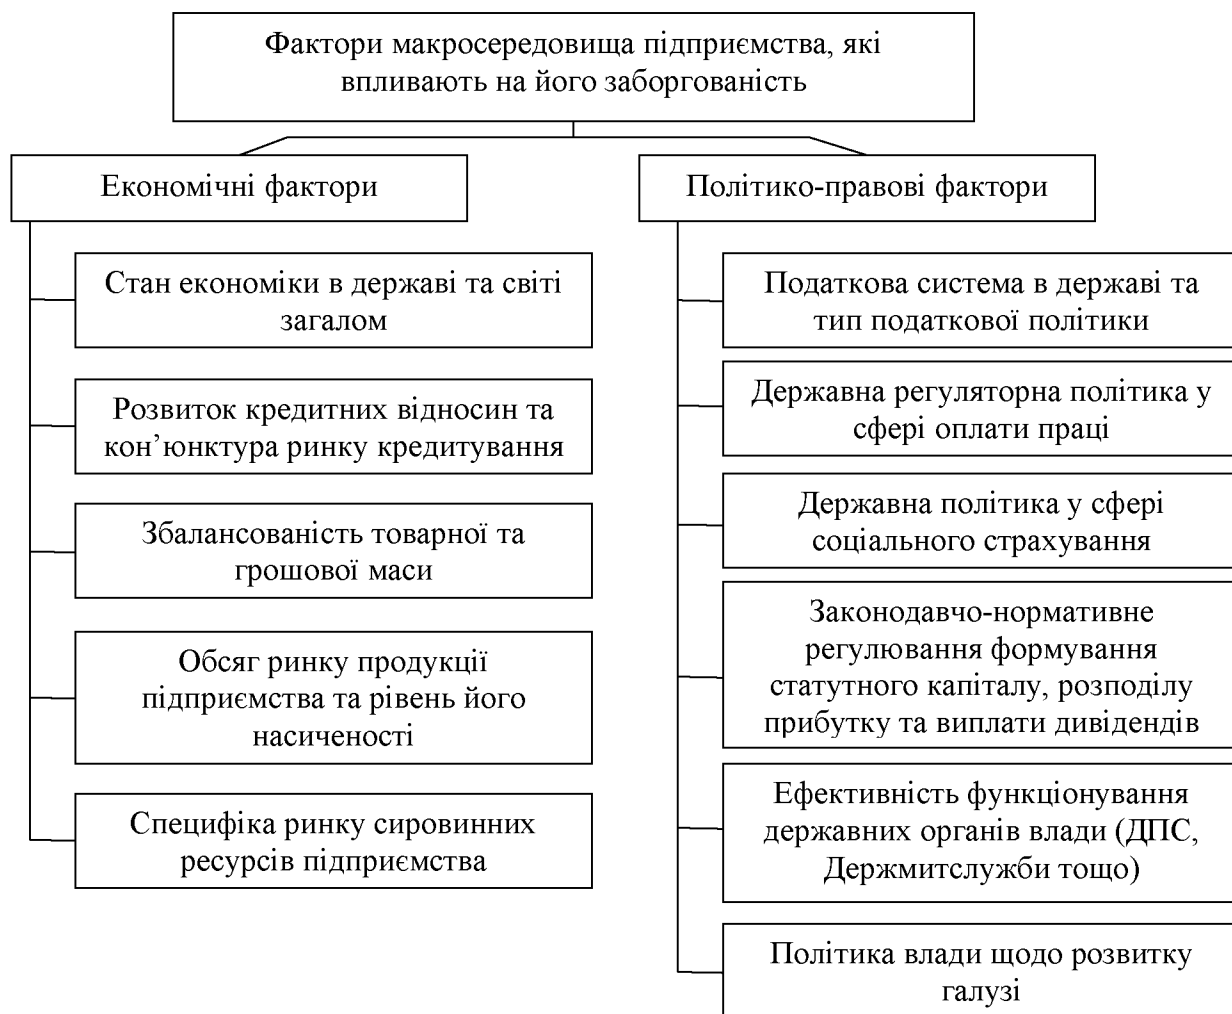 Фактори макросередовища підприємства, які
впливають на його заборгованість
Економічні фактори
Стан економіки в державі та світі
загалом
Розвиток кредитних відносин та
кон’юнктура ринку кредитування
Збалансованість товарної та
грошової маси
Обсяг ринку продукції
підприємства та рівень його
насиченості
Специфіка ринку сировинних
ресурсів підприємства
Політико-правові фактори
Податкова система в державі та
тип податкової політики
Державна регуляторна політика у
сфері оплати праці
Державна політика у сфері
соціального страхування
Законодавчо-нормативне
регулювання формування
статутного капіталу, розподілу
прибутку та виплати дивідендів
Ефективність функціонування
державних органів влади (ДПС,
Держмитслужби тощо)
Політика влади щодо розвитку
галузі